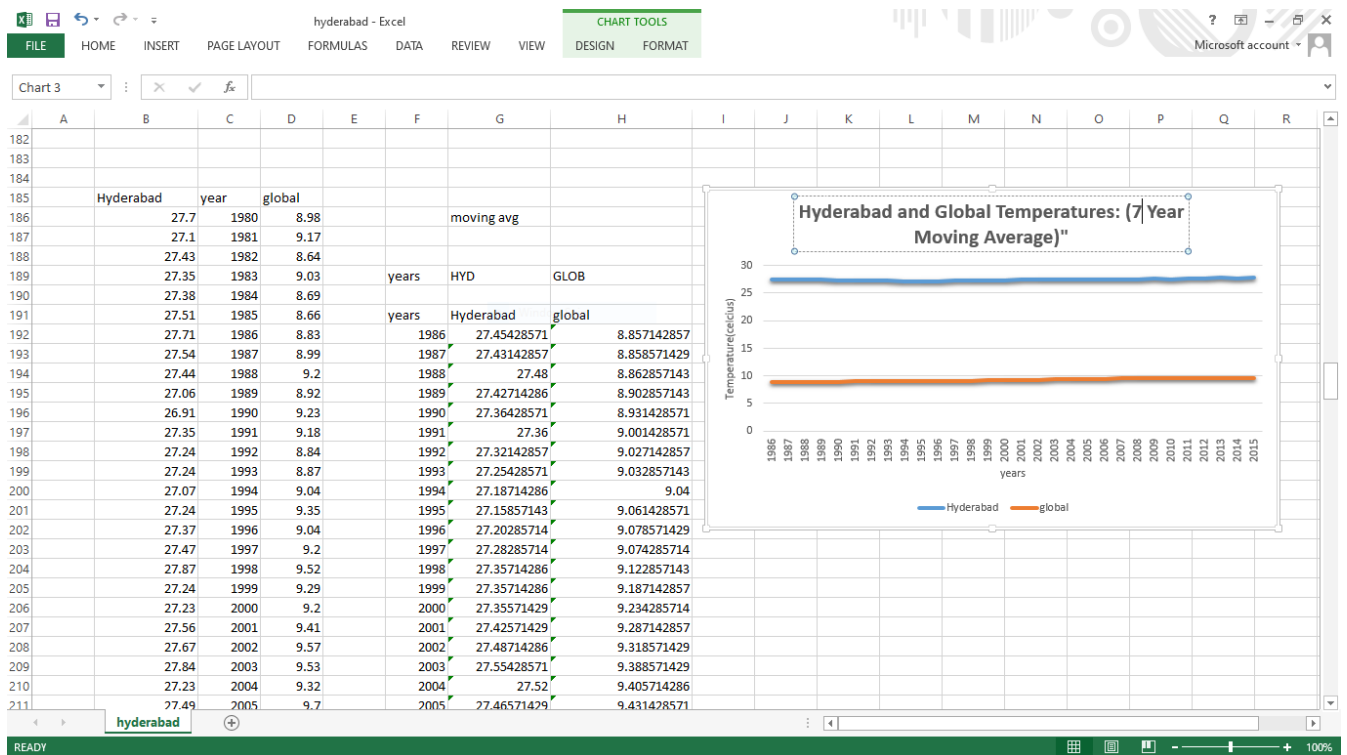 hyderabad - Excel
CHART TOOLS
?
FILE HOME INSERT PAGE LAYOUT FORMULAS DATA REVIEW VIEW DESIGN FORMAT Microsoft account
Chart 3 fx
A B C D E F G H I J K L M N O P Q R
182
183
184
185 Hyderabad year global
186 27.7 1980 8.98 moving avg
187 27.1 1981 9.17
188 27.43 1982 8.64
189 27.35 1983 9.03 years HYD GLOB
190 27.38 1984 8.69
191 27.51 1985 8.66 years Hyderabad global
192 27.71 1986 8.83 1986 27.45428571 8.857142857
193 27.54 1987 8.99 1987 27.43142857 8.858571429
194 27.44 1988 9.2 1988 27.48 8.862857143
195 27.06 1989 8.92 1989 27.42714286 8.902857143
196 26.91 1990 9.23 1990 27.36428571 8.931428571
197 27.35 1991 9.18 1991 27.36 9.001428571
198 27.24 1992 8.84 1992 27.32142857 9.027142857
199 27.24 1993 8.87 1993 27.25428571 9.032857143
200 27.07 1994 9.04 1994 27.18714286 9.04
201 27.24 1995 9.35 1995 27.15857143 9.061428571
202 27.37 1996 9.04 1996 27.20285714 9.078571429
203 27.47 1997 9.2 1997 27.28285714 9.074285714
204 27.87 1998 9.52 1998 27.35714286 9.122857143
205 27.24 1999 9.29 1999 27.35714286 9.187142857
206 27.23 2000 9.2 2000 27.35571429 9.234285714
207 27.56 2001 9.41 2001 27.42571429 9.287142857
208 27.67 2002 9.57 2002 27.48714286 9.318571429
209 27.84 2003 9.53 2003 27.55428571 9.388571429
210 27.23 2004 9.32 2004 27.52 9.405714286
211 27.49 2005 9.7 2005 27.46571429 9.431428571
Hyderabad and Global Temperatures: (7 Year
Moving Average)"
30
25
20
15
10
5
0
Temperature(celcius)
1986 1987 1988 1989 1990 1991 1992 1993 1994 1995 1996 1997 1998 1999 2000 2001 2002 2003 2004 2005 2006 2007 2008 2009 2010 2011 2012 2013 2014 2015
years
Hyderabad global
hyderabad
READY 100%